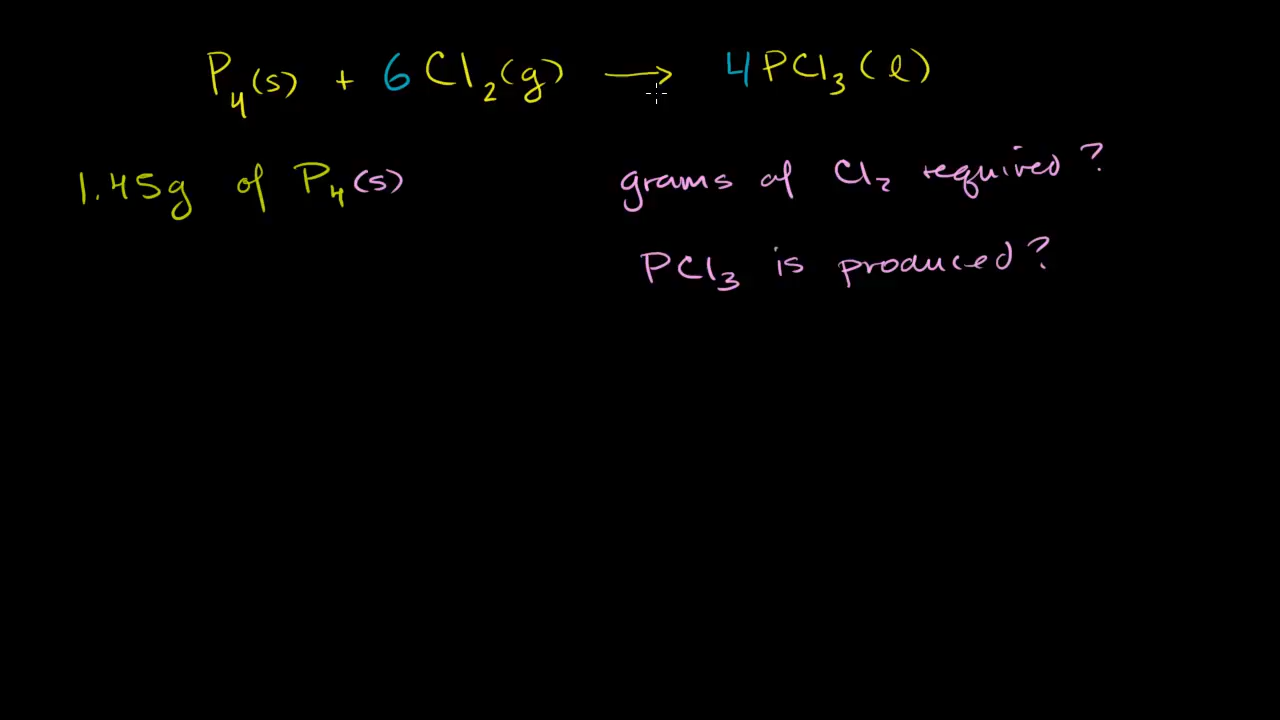 P₄(s) + 6Cl₂(g) → 4PCl₃(l)
1.45g of P₄(s)
grams of Cl₂ required?
PCl₃ is produced?